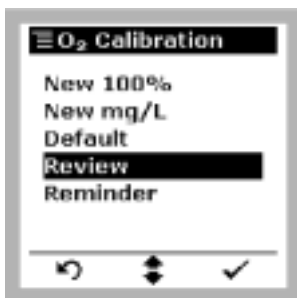 O₂ Calibration
New 100%
New mg/L
Default
Review
Reminder